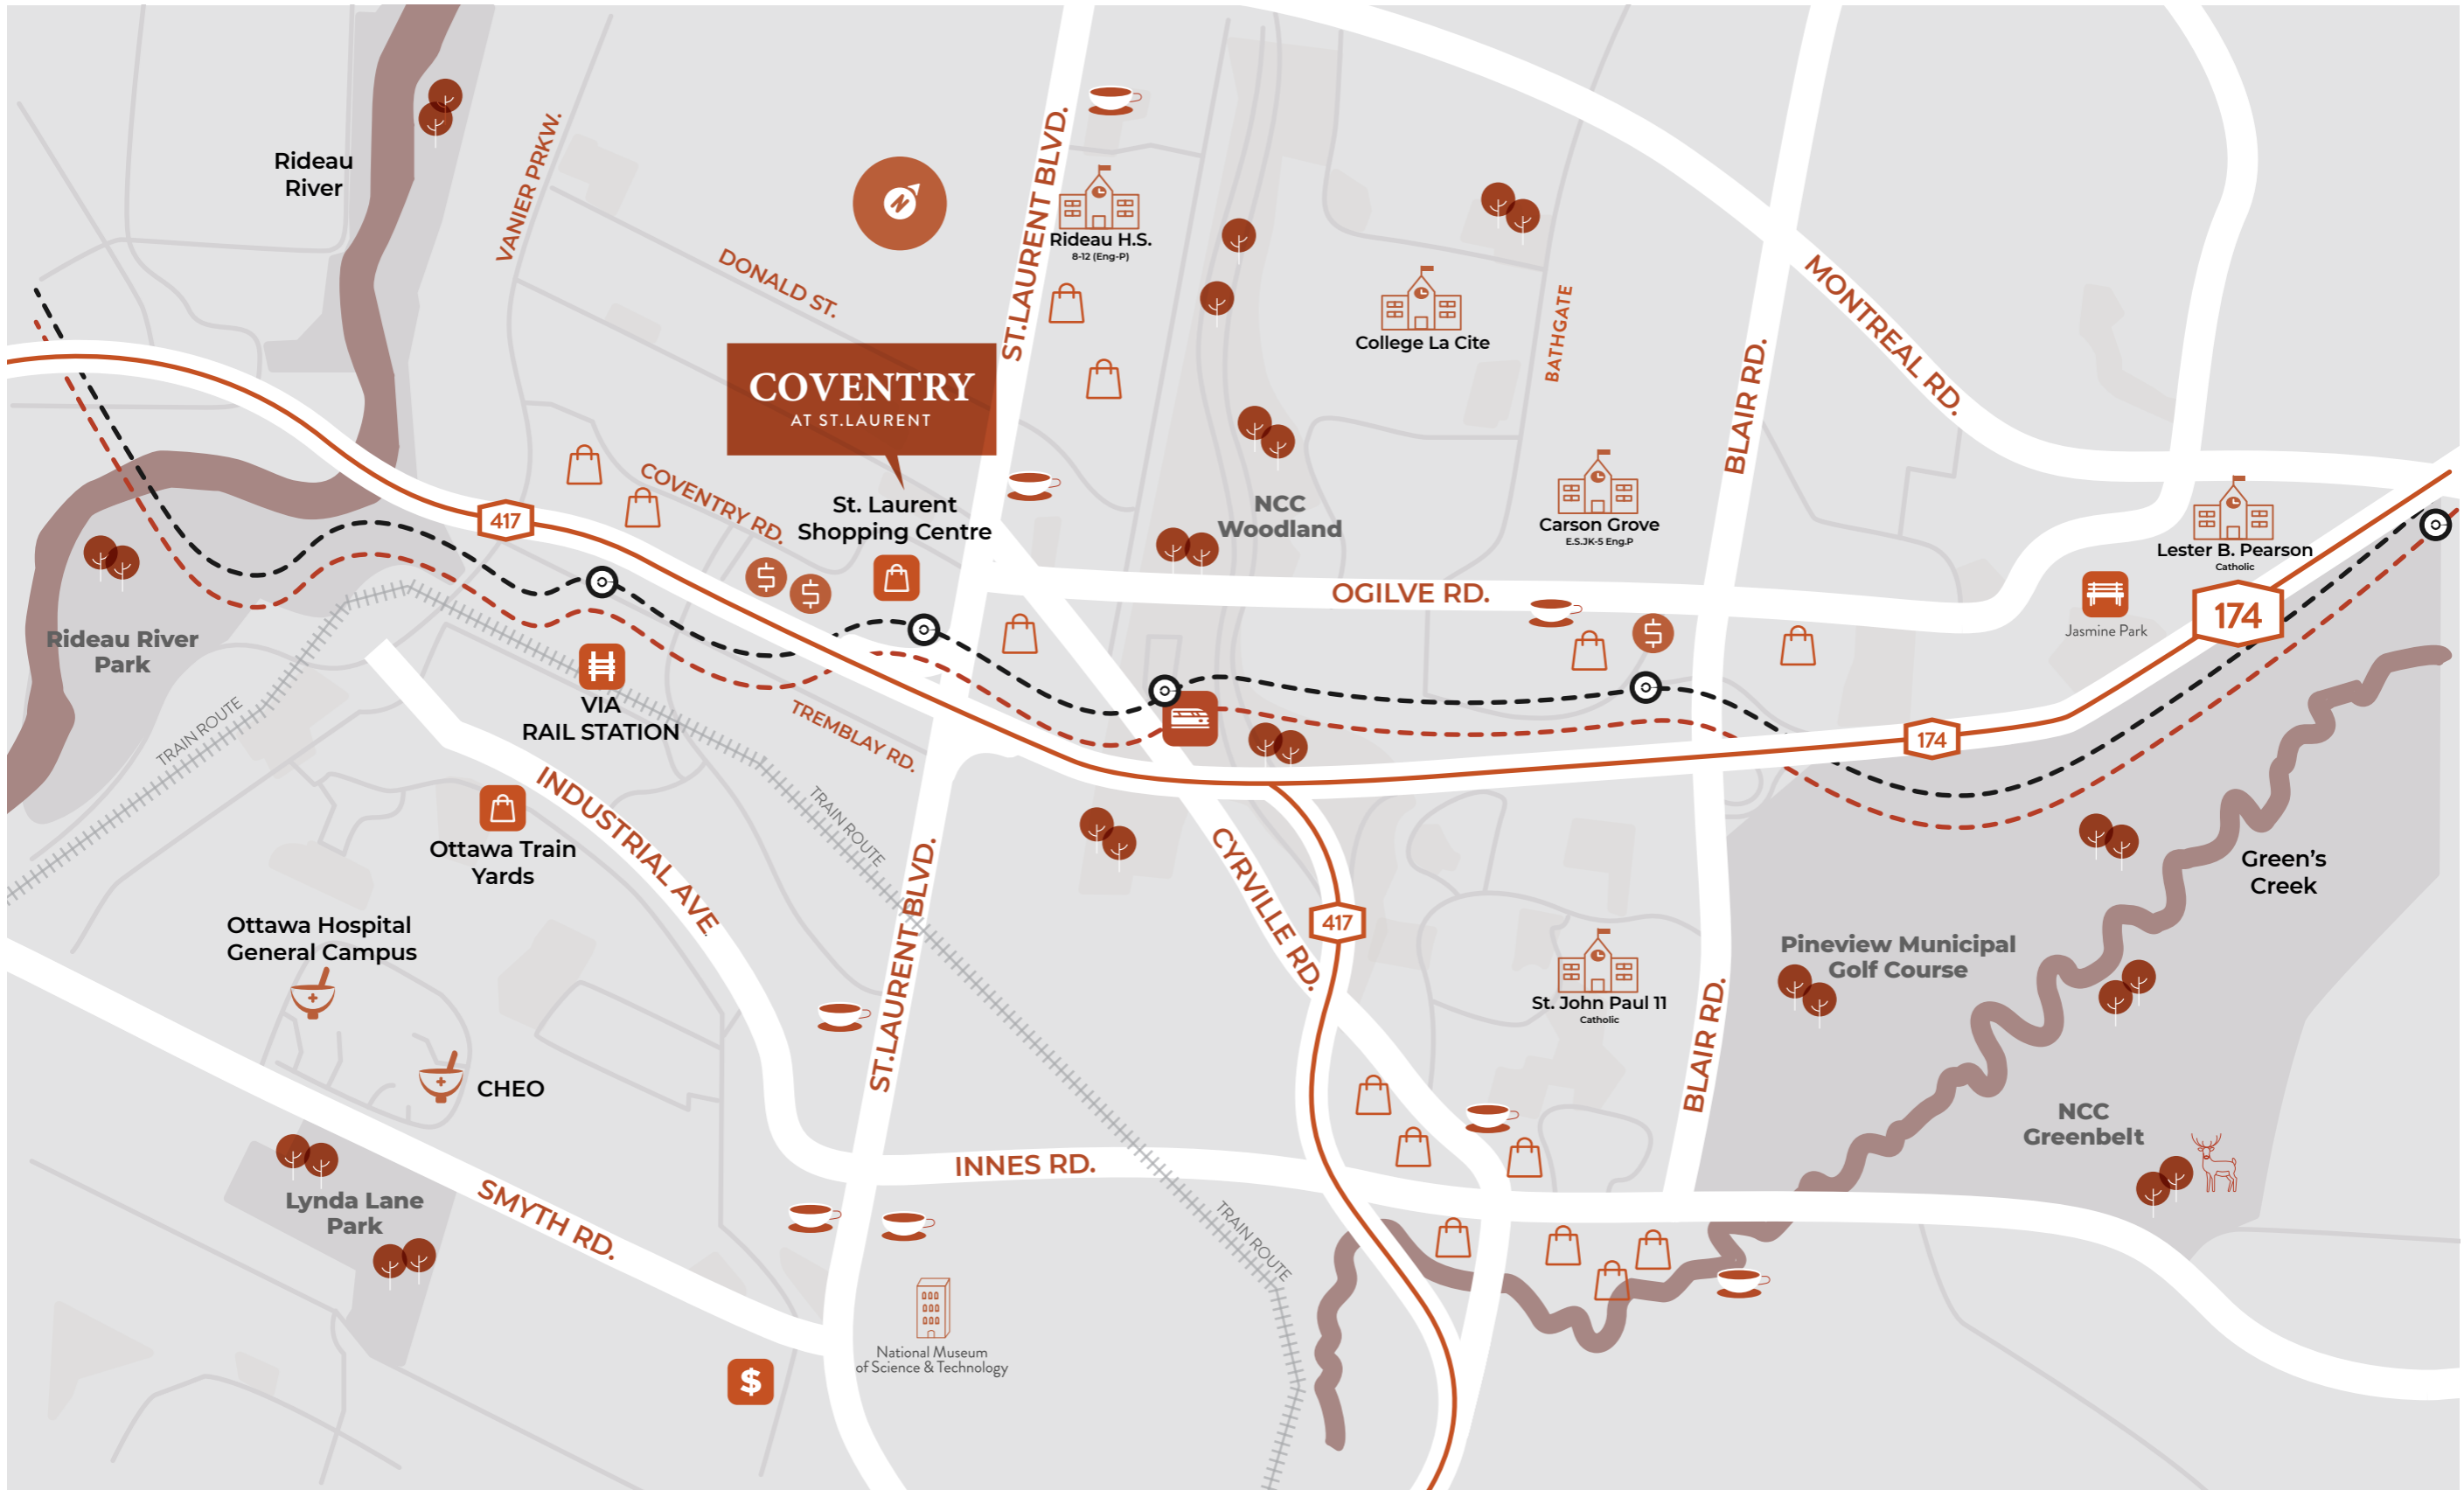 Rideau
River
VANIER PRKW.
N
DONALD ST.
ST.LAURENT BLVD.
Rideau H.S.
8-12 (Eng-P)
College La Cite
BATHGATE
BLAIR RD.
MONTREAL RD.
COVENTRY
AT ST.LAURENT
COVENTRY RD.
St. Laurent
Shopping Centre
NCC
Woodland
Carson Grove
E.S.JK-5 Eng.P
Lester B. Pearson
Catholic
417
OGILVE RD.
$
$
$
Jasmine Park
174
Rideau River
Park
VIA
RAIL STATION
TREMBLAY RD.
TRAIN ROUTE
174
INDUSTRIAL AVE.
Ottawa Train
Yards
TRAIN ROUTE
ST.LAURENT BLVD.
CYRVILLE RD.
417
Green's
Creek
Ottawa Hospital
General Campus
Pineview Municipal
Golf Course
St. John Paul 11
Catholic
BLAIR RD.
CHEO
NCC
Greenbelt
INNES RD.
Lynda Lane
Park
SMYTH RD.
TRAIN ROUTE
National Museum
of Science & Technology
$